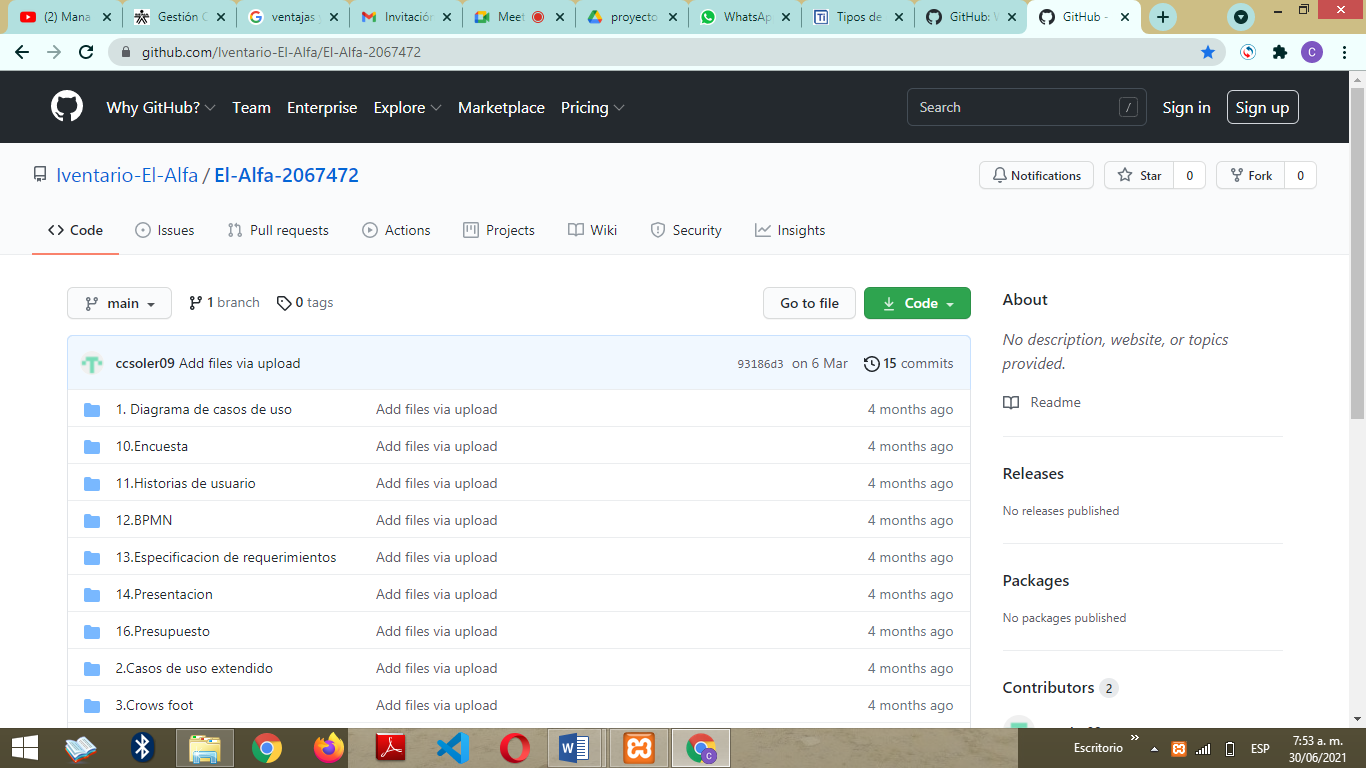 (2) Mana
Gestión C
ventajas y
Invitación
Meet
proyecto
WhatsAp
Tipos de
GitHub: W
GitHub -
github.com/Iventario-El-Alfa/El-Alfa-2067472
C
Why GitHub? Team Enterprise Explore Marketplace Pricing
Search /
Sign in Sign up
Iventario-El-Alfa / El-Alfa-2067472
Notifications Star 0 Fork 0
Code Issues Pull requests Actions Projects Wiki Security Insights
main 1 branch 0 tags
Go to file Code
ccsoler09 Add files via upload 93186d3 on 6 Mar 15 commits
1. Diagrama de casos de uso Add files via upload 4 months ago
10.Encuesta Add files via upload 4 months ago
11.Historias de usuario Add files via upload 4 months ago
12.BPMN Add files via upload 4 months ago
13.Especificacion de requerimientos Add files via upload 4 months ago
14.Presentacion Add files via upload 4 months ago
16.Presupuesto Add files via upload 4 months ago
2.Casos de uso extendido Add files via upload 4 months ago
3.Crows foot Add files via upload 4 months ago
About
No description, website, or topics
provided.
Readme
Releases
No releases published
Packages
No packages published
Contributors 2
Escritorio » ESP
7:53 a. m.
30/06/2021